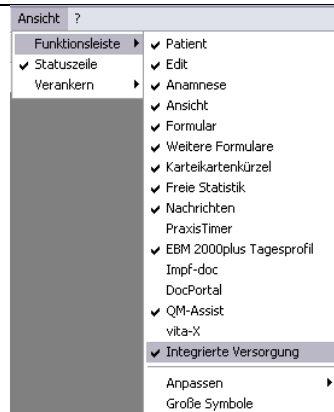 Ansicht ?
Funktionsleiste
Statuszeile
Verankern
Patient
Edit
Anamnese
Ansicht
Formular
Weitere Formulare
Karteikartenkürzel
Freie Statistik
Nachrichten
PraxisTimer
EBM 2000plus Tagesprofil
Impf-doc
DocPortal
QM-Assist
vita-X
Integrierte Versorgung
Anpassen
Große Symbole